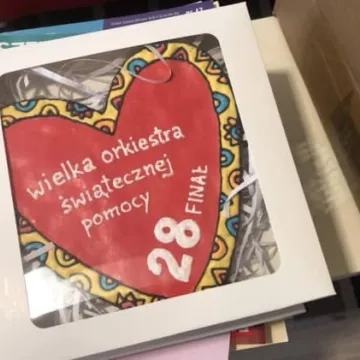 wielka orkiestra
świątecznej
pomocy
28 FINAŁ